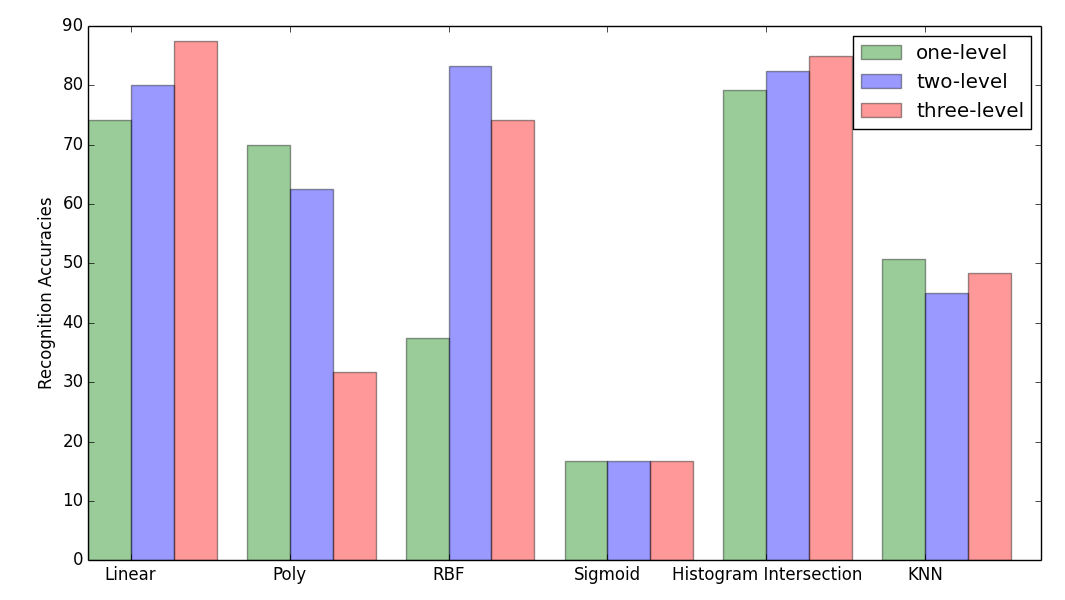 90
80
70
60
50
40
30
20
10
0
Recognition Accuracies
one-level
two-level
three-level
Linear Poly RBF Sigmoid Histogram Intersection KNN